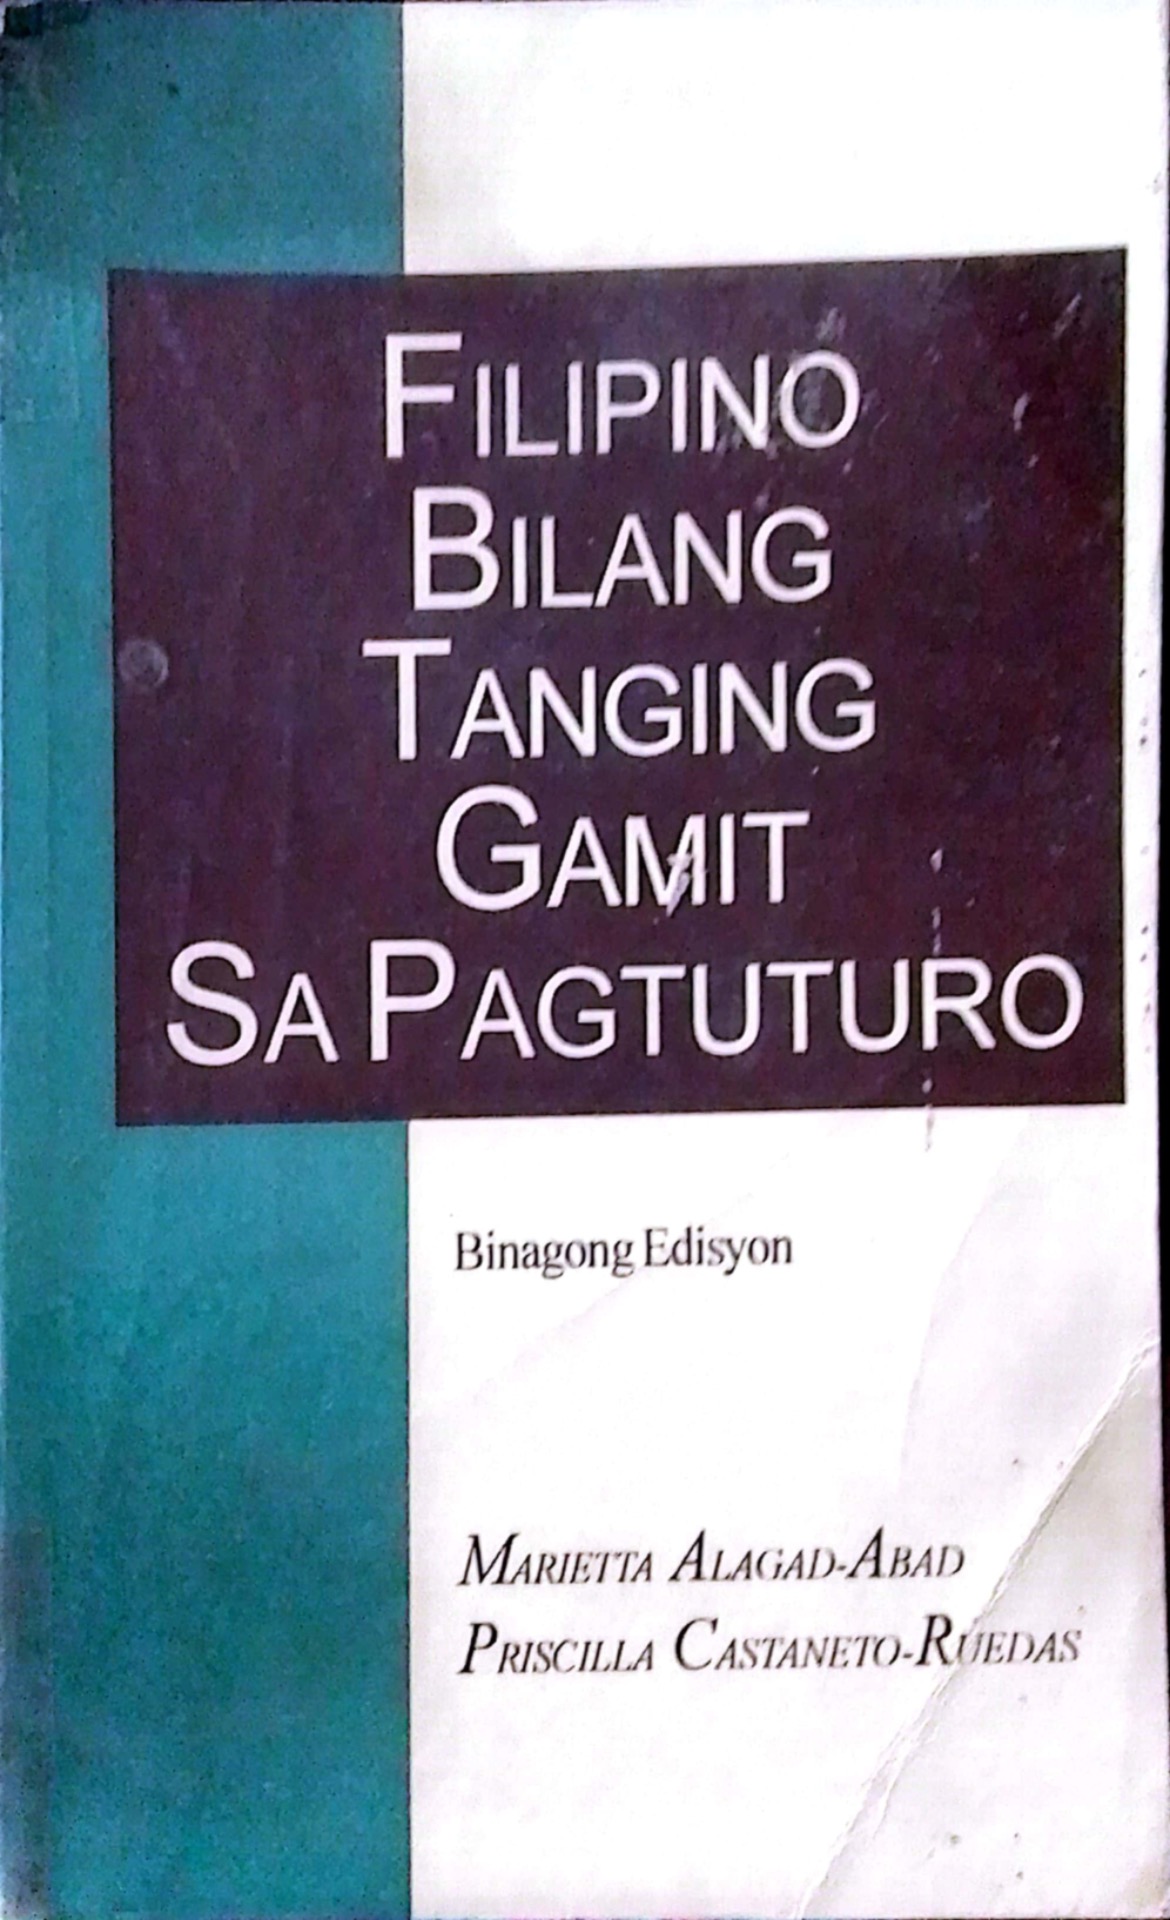 FILIPINO
BILANG
TANGING
GAMIT
SA PAGTUTURO
Binagong Edisyon
MARIETTA ALAGAD-ABAD
PRISCILLA CASTANETO-RUEDAS